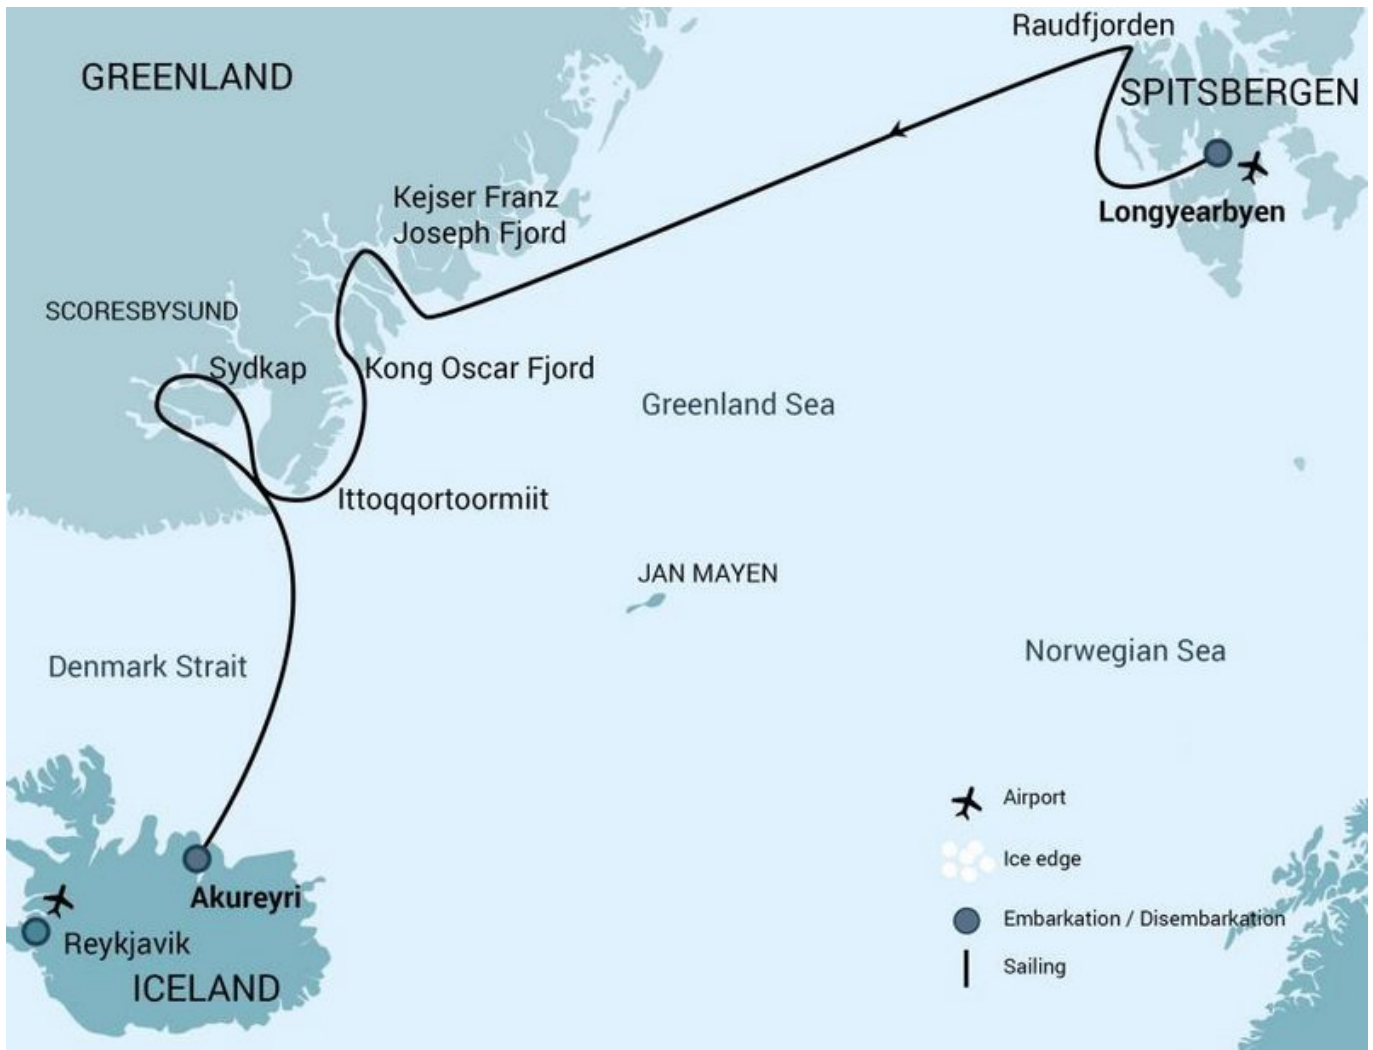 Raudfjorden
GREENLAND
SPITSBERGEN
Kejser Franz
Joseph Fjord
Longyearbyen
SCORESBYSUND
Sydkap
Kong Oscar Fjord
Greenland Sea
Ittoqqortoormiit
JAN MAYEN
Norwegian Sea
Denmark Strait
Airport
Ice edge
Akureyri
Embarkation / Disembarkation
Reykjavik
Sailing
ICELAND